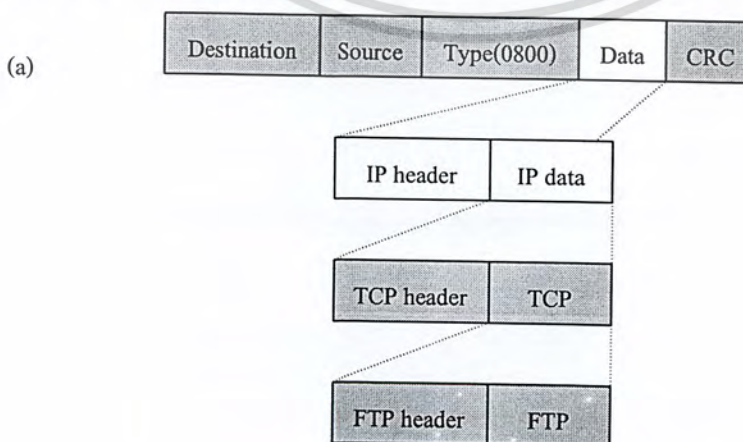 (a)
Destination Source Type(0800) Data CRC
IP header IP data
TCP header TCP
FTP header FTP